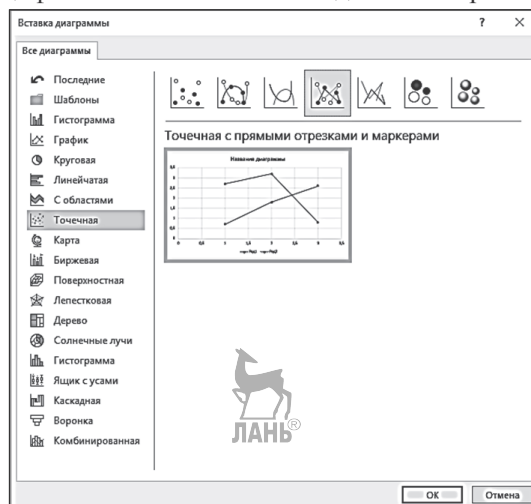 Вставка диаграммы
? ×
Все диаграммы
Последние
Шаблоны
Гистограмма
График
Круговая
Линейчатая
С областями
Точечная
Карта
Биржевая
Поверхностная
Лепестковая
Дерево
Солнечные лучи
Гистограмма
Ящик с усами
Каскадная
Воронка
Комбинированная
Точечная с прямыми отрезками и маркерами
Название диаграммы
ЛАНЬ®
ОК
Отмена